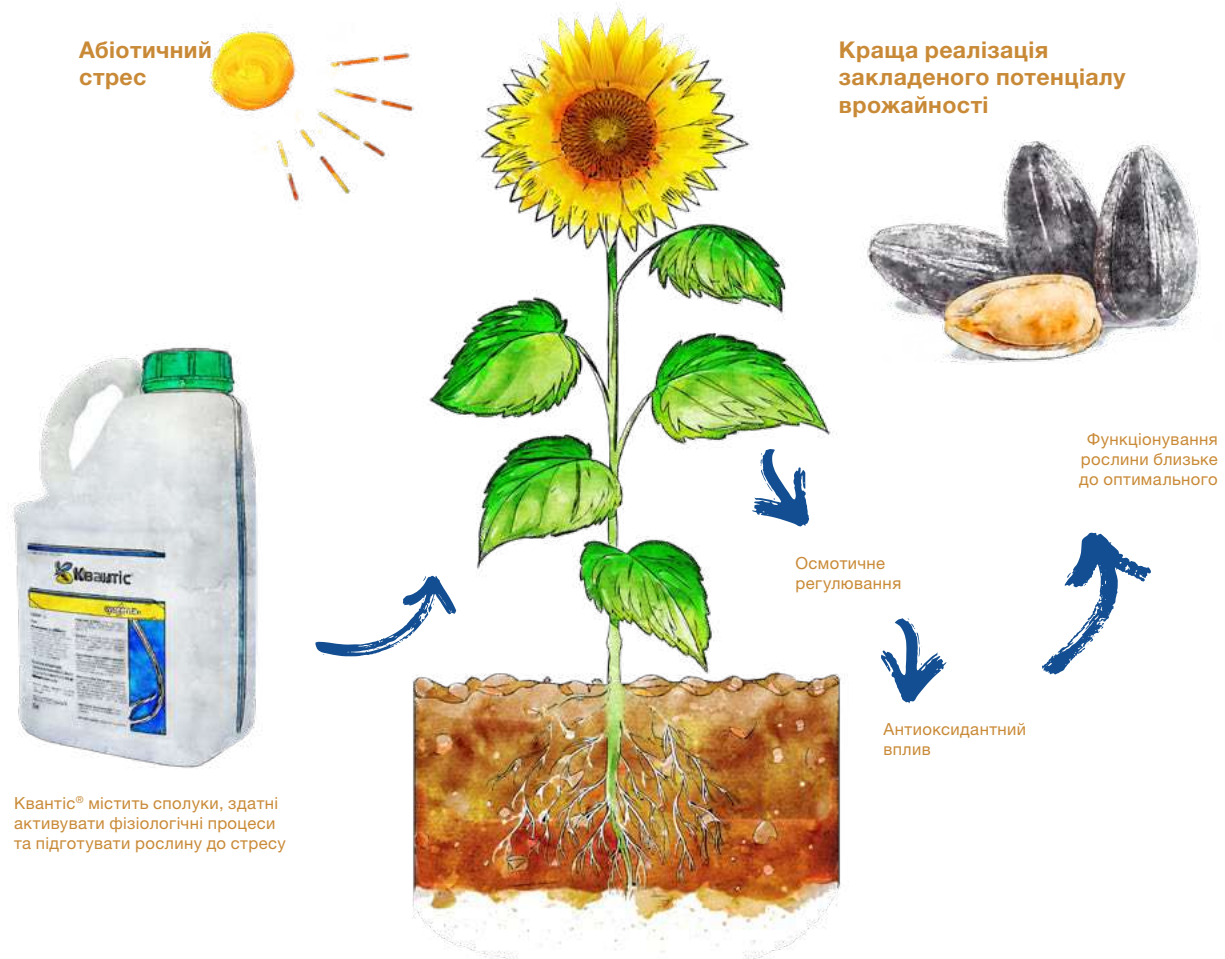 Абіотичний
стрес
Краща реалізація
закладеного потенціалу
врожайності
Функціонування
рослини близьке
до оптимального
Осмотичне
регулювання
Антиоксидантний
вплив
Квантіс
Квантіс® містить сполуки, здатні
активувати фізіологічні процеси
та підготувати рослину до стресу